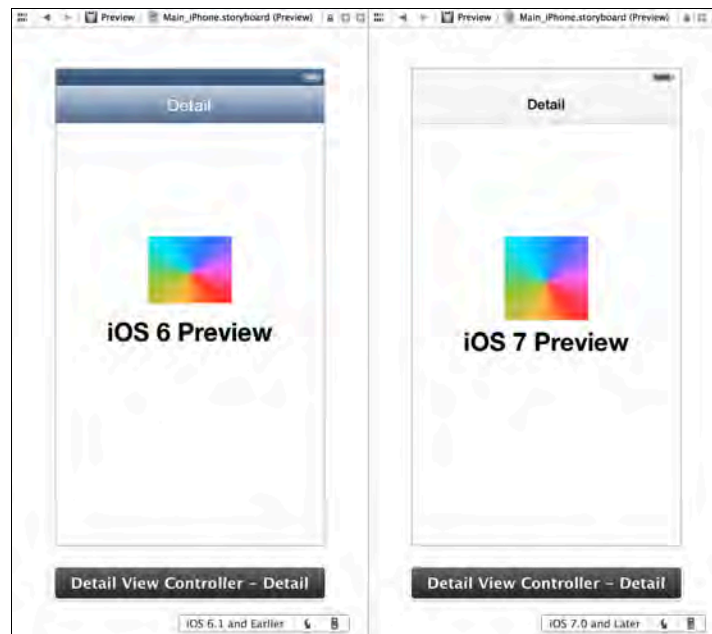 Preview Main_iPhone.storyboard (Preview)
Detail
iOS 6 Preview
Detail View Controller – Detail
iOS 6.1 and Earlier
Preview Main_iPhone.storyboard (Preview)
Detail
iOS 7 Preview
Detail View Controller – Detail
iOS 7.0 and Later